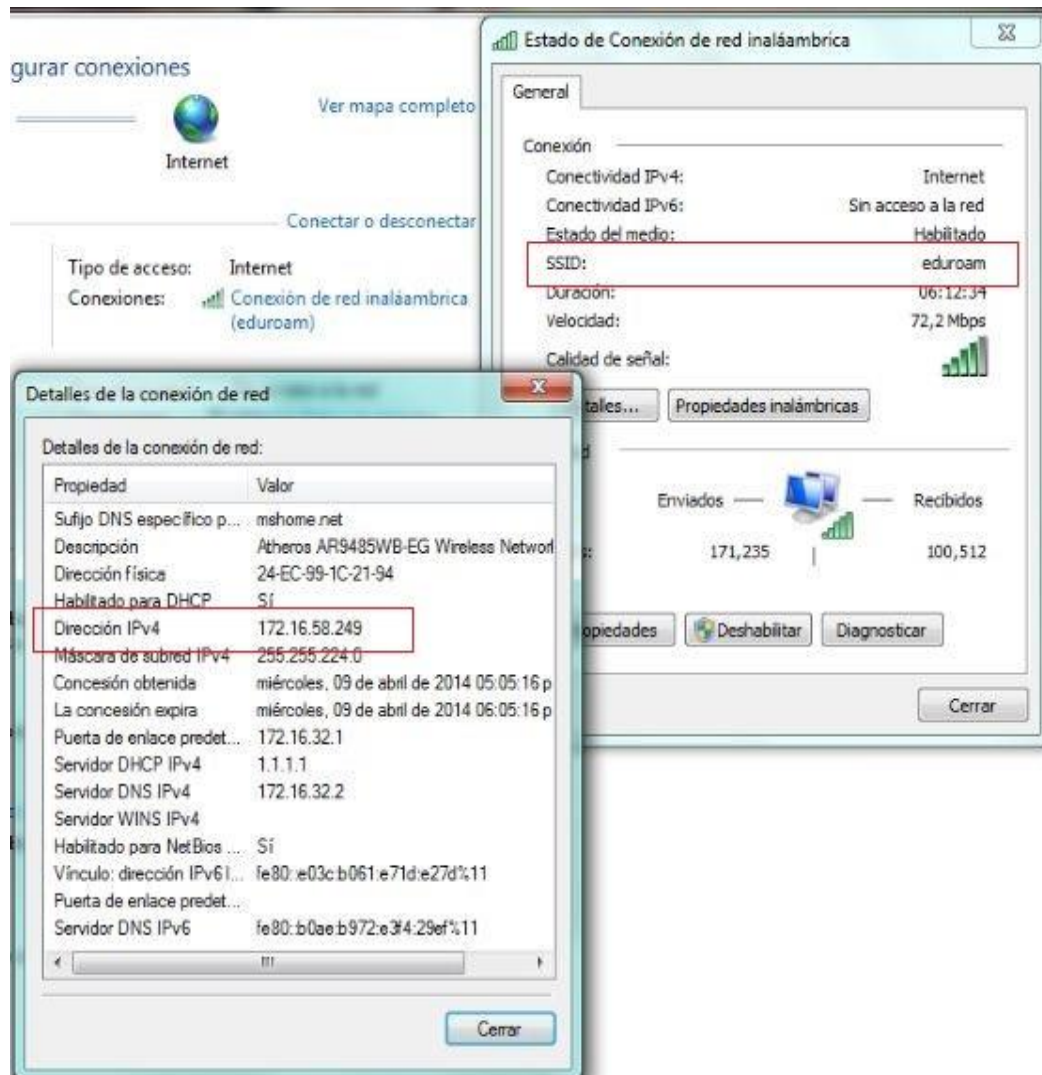 gurar conexiones
Ver mapa completo
Internet
Conectar o desconectar
Tipo de acceso: Internet
Conexiones: Conexión de red inaláambrica
(eduroam)
Estado de Conexión de red inaláambrica
General
Conexión
Conectividad IPv4: Internet
Conectividad IPv6: Sin acceso a la red
Estado del medio: Habilitado
SSID: eduroam
Duración: 06:12:34
Velocidad: 72,2 Mbps
Calidad de señal:
talles... Propiedades inalámbricas
Enviados Recibidos
171,235 100,512
opiedades Deshabilitar Diagnosticar
Cerrar
Detalles de la conexión de red
Detalles de la conexión de red:
Propiedad Valor
Sufijo DNS específico p... mshome.net
Descripción Atheros AR9485WB-EG Wireless Networl
Dirección física 24-EC-99-1C-21-94
Habilitado para DHCP Sí
Dirección IPv4 172.16.58.249
Máscara de subred IPv4 255.255.224.0
Concesión obtenida miércoles, 09 de abril de 2014 05:05:16 p
La concesión expira miércoles, 09 de abril de 2014 06:05:16 p
Puerta de enlace predet... 172.16.32.1
Servidor DHCP IPv4 1.1.1.1
Servidor DNS IPv4 172.16.32.2
Servidor WINS IPv4
Habilitado para NetBios ... Sí
Vínculo: dirección IPv6 l... fe80::e03c:b061:e71d:e27d%11
Puerta de enlace predet...
Servidor DNS IPv6 fe80::b0ae:b972:e3f4:29ef%11
Cerrar